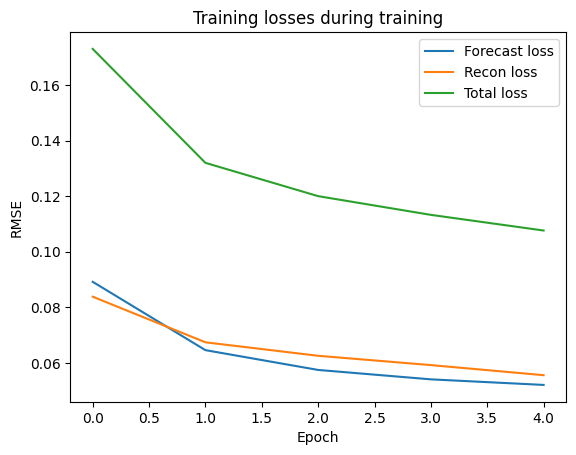 Training losses during training
Forecast loss
Recon loss
Total loss
0.16
0.14
0.12
0.10
0.08
0.06
RMSE
0.0 0.5 1.0 1.5 2.0 2.5 3.0 3.5 4.0
Epoch